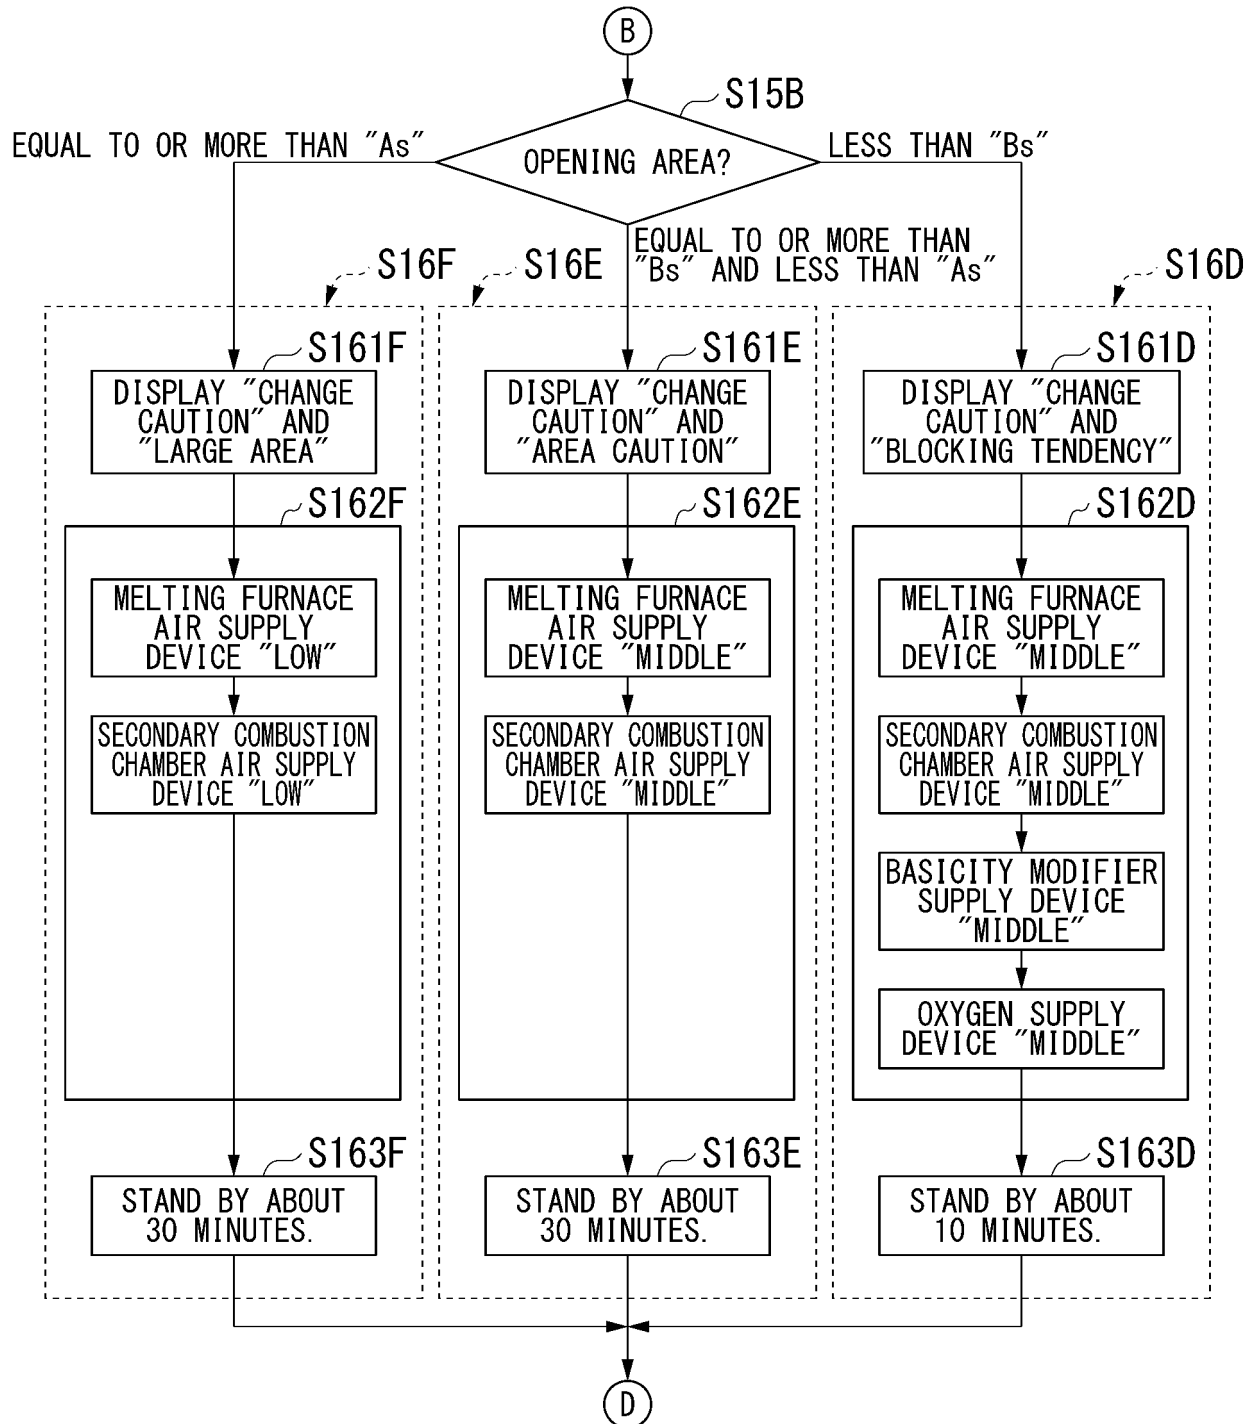 B
S15B
EQUAL TO OR MORE THAN "As"
OPENING AREA?
LESS THAN "Bs"
EQUAL TO OR MORE THAN
"Bs" AND LESS THAN "As"
S16F
S16E
S16D
S161F
DISPLAY "CHANGE
CAUTION" AND
"LARGE AREA"
S161E
DISPLAY "CHANGE
CAUTION" AND
"AREA CAUTION"
S161D
DISPLAY "CHANGE
CAUTION" AND
"BLOCKING TENDENCY"
S162F
MELTING FURNACE
AIR SUPPLY
DEVICE "LOW"
SECONDARY COMBUSTION
CHAMBER AIR SUPPLY
DEVICE "LOW"
S162E
MELTING FURNACE
AIR SUPPLY
DEVICE "MIDDLE"
SECONDARY COMBUSTION
CHAMBER AIR SUPPLY
DEVICE "MIDDLE"
S162D
MELTING FURNACE
AIR SUPPLY
DEVICE "MIDDLE"
SECONDARY COMBUSTION
CHAMBER AIR SUPPLY
DEVICE "MIDDLE"
BASICITY MODIFIER
SUPPLY DEVICE
"MIDDLE"
OXYGEN SUPPLY
DEVICE "MIDDLE"
S163F
STAND BY ABOUT
30 MINUTES.
S163E
STAND BY ABOUT
30 MINUTES.
S163D
STAND BY ABOUT
10 MINUTES.
D